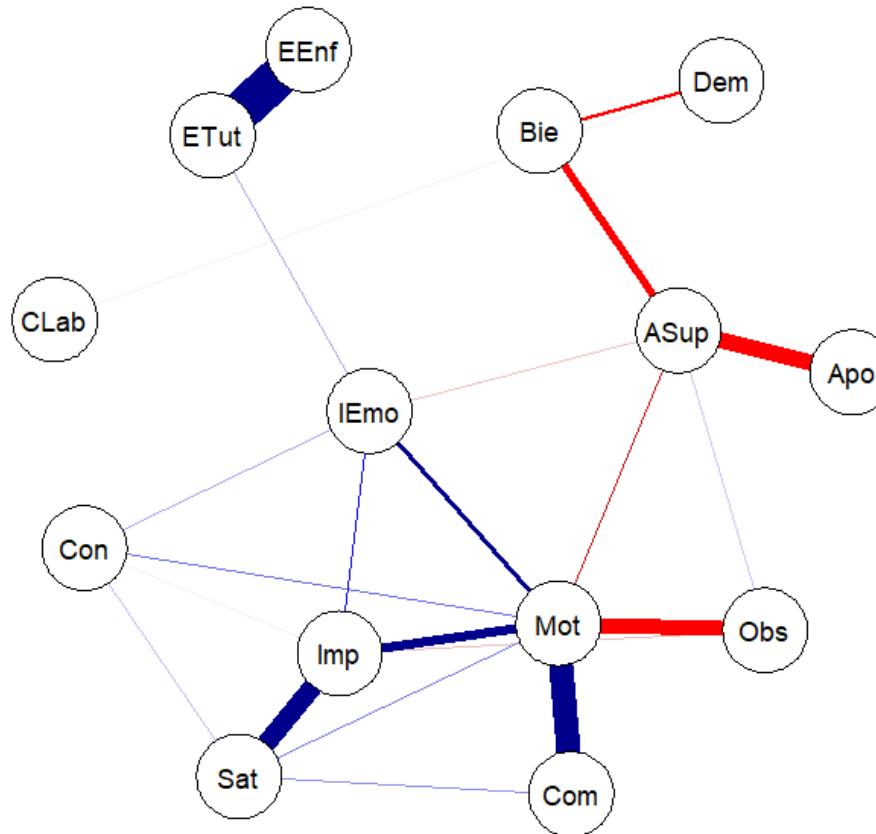 EEnf
Dem
ETut
Bie
CLab
ASup
Apo
IEmo
Con
Mot
Obs
Imp
Sat
Com